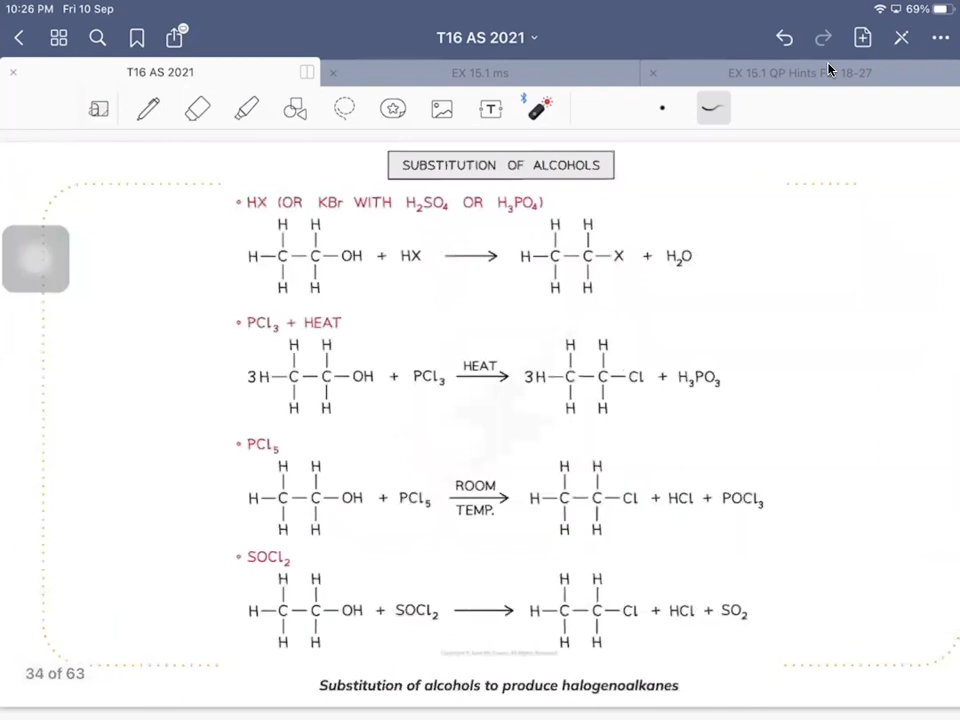 10:26 PM Fri 10 Sep
69%
T16 AS 2021
T16 AS 2021
EX 15.1 ms
EX 15.1 QP Hints 18-27
T
SUBSTITUTION OF ALCOHOLS
• HX (OR KBr WITH H₂SO₄ OR H₃PO₄)
H H H H
H—C—C—OH + HX ⟶ H—C—C—X + H₂O
H H H H
• PCl₃ + HEAT
H H H H
3H—C—C—OH + PCl₃ HEAT ⟶ 3H—C—C—Cl + H₃PO₃
H H H H
• PCl₅
H H H H
H—C—C—OH + PCl₅ ROOM TEMP. ⟶ H—C—C—Cl + HCl + POCl₃
H H H H
• SOCl₂
H H H H
H—C—C—OH + SOCl₂ ⟶ H—C—C—Cl + HCl + SO₂
H H H H
34 of 63
Substitution of alcohols to produce halogenoalkanes